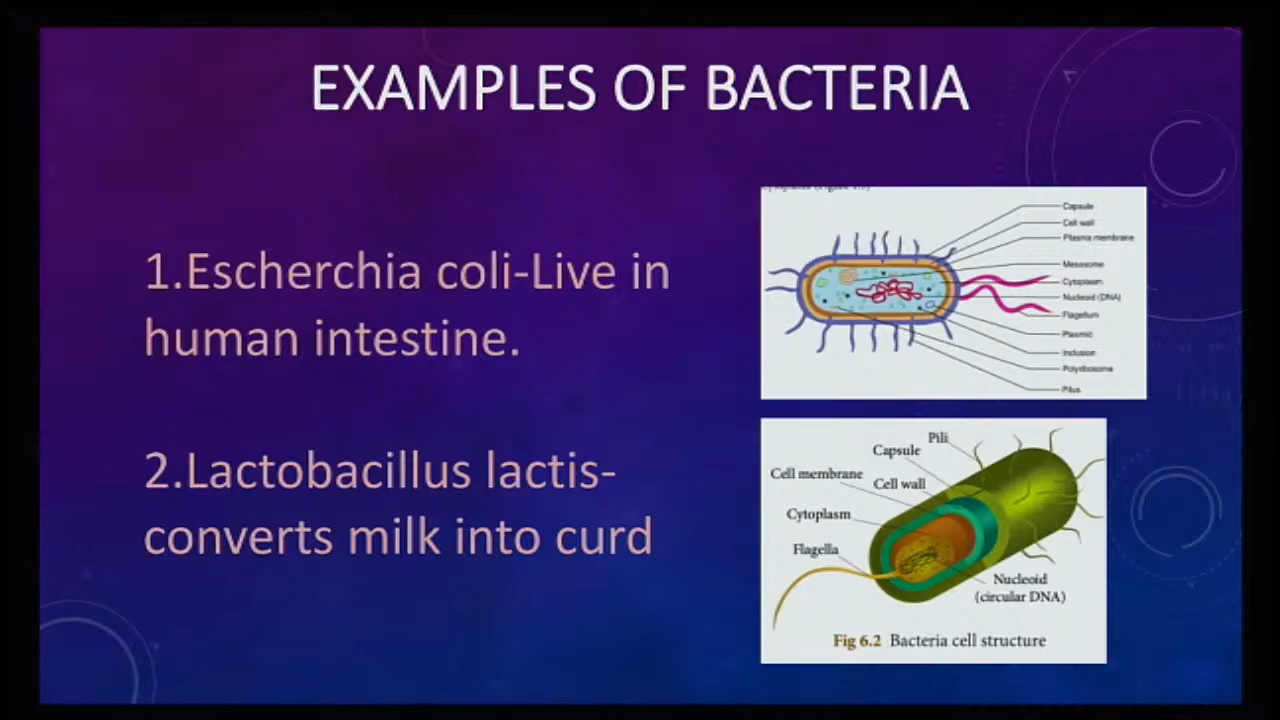 EXAMPLES OF BACTERIA
1.Escherchia coli-Live in
human intestine.
2.Lactobacillus lactis-
converts milk into curd
Capsule
Cell wall
Plasma membrane
Mesosome
Cytoplasm
Nucleoid (DNA)
Flagellum
Plasmid
Inclusion
Polyribosome
Pilus
Pili
Capsule
Cell membrane
Cell wall
Cytoplasm
Flagella
Nucleoid
(circular DNA)
Fig 6.2 Bacteria cell structure